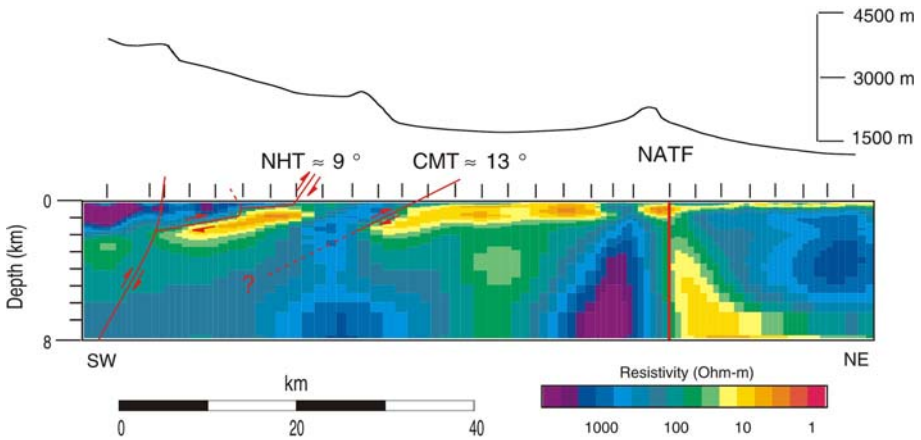 4500 m
3000 m
1500 m
NHT ≈ 9 °
CMT ≈ 13 °
NATF
0
Depth (km)
?
8
SW
NE
km
0
20
40
Resistivity (Ohm-m)
1000
100
10
1